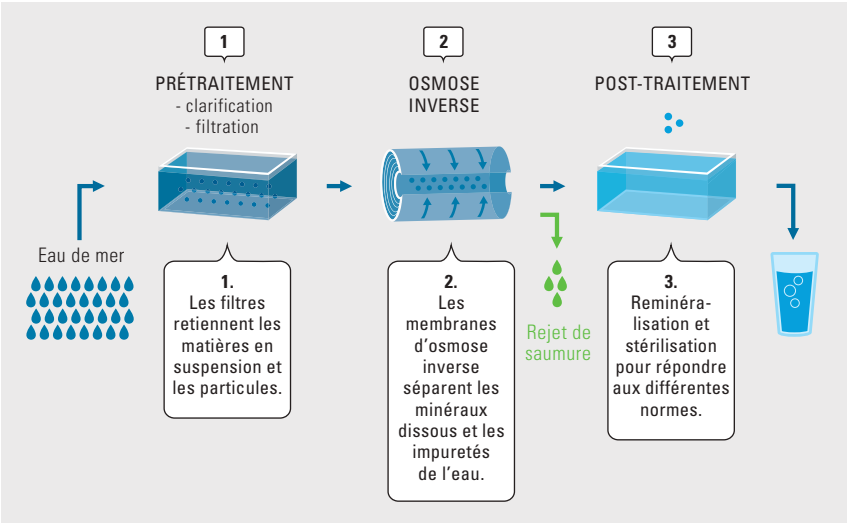 1
PRÉTRAITEMENT
- clarification
- filtration
2
OSMOSE
INVERSE
3
POST-TRAITEMENT
Eau de mer
1.
Les filtres
retiennent les
matières en
suspension et
les particules.
2.
Les
membranes
d'osmose
inverse
séparent les
minéraux
dissous et les
impuretés
de l'eau.
Rejet de
saumure
3.
Reminéra-
lisation et
stérilisation
pour répondre
aux différentes
normes.